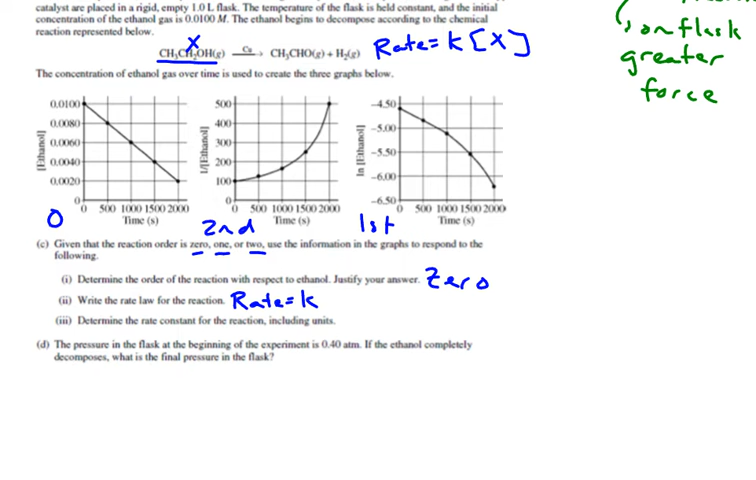 catalyst are placed in a rigid, empty 1.0 L flask. The temperature of the flask is held constant, and the initial
concentration of the ethanol gas is 0.0100 M. The ethanol begins to decompose according to the chemical
reaction represented below.
on flask
greater
force
X
CH₃CH₂OH(g) —Cu→ CH₃CHO(g) + H₂(g)
Rate = k [X]
The concentration of ethanol gas over time is used to create the three graphs below.
[Ethanol]
0.0100
0.0080
0.0060
0.0040
0.0020
0
0 500 1000 1500 2000
Time (s)
1/[Ethanol]
500
400
300
200
100
0
0 500 1000 1500 2000
Time (s)
ln [Ethanol]
−4.50
−5.00
−5.50
−6.00
−6.50
0 500 1000 1500 2000
Time (s)
0
2nd
1st
(c) Given that the reaction order is zero, one, or two, use the information in the graphs to respond to the
following.
(i) Determine the order of the reaction with respect to ethanol. Justify your answer. Zero
(ii) Write the rate law for the reaction. Rate = k
(iii) Determine the rate constant for the reaction, including units.
(d) The pressure in the flask at the beginning of the experiment is 0.40 atm. If the ethanol completely
decomposes, what is the final pressure in the flask?